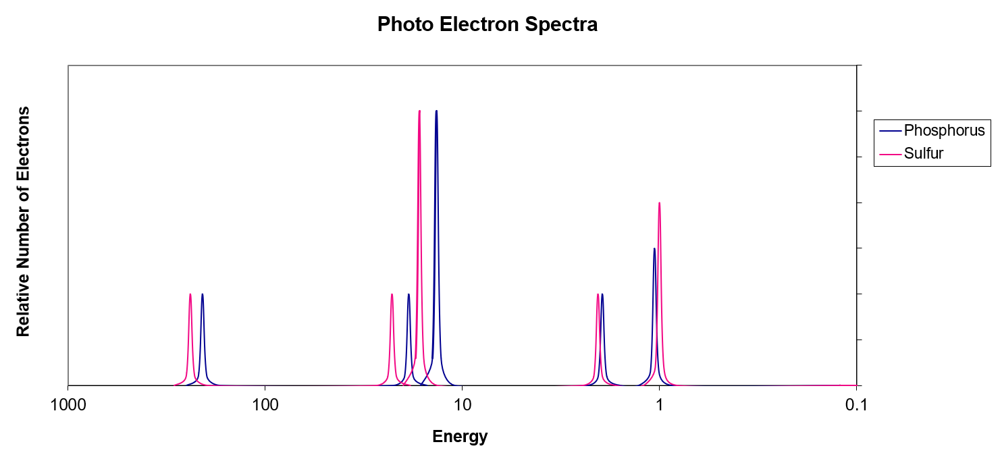 Photo Electron Spectra
Relative Number of Electrons
Phosphorus
Sulfur
1000 100 10 1 0.1
Energy